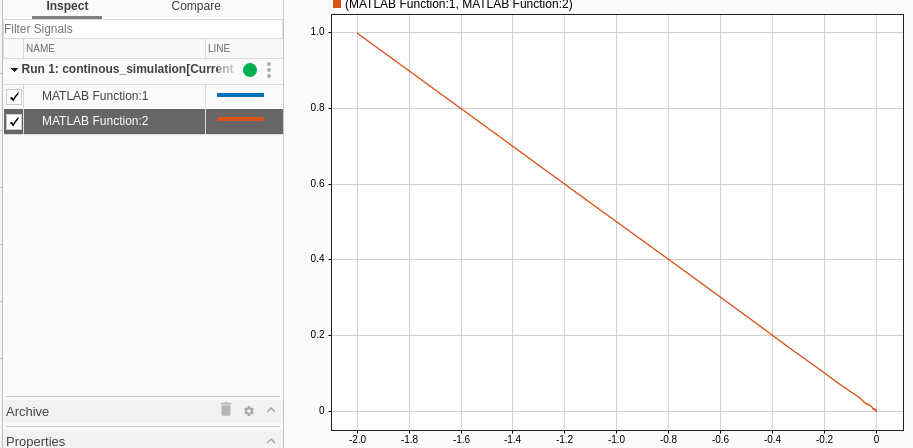 Inspect Compare
Filter Signals
NAME LINE
Run 1: continous_simulation[Current
MATLAB Function:1
MATLAB Function:2
Archive
Properties
(MATLAB Function:1, MATLAB Function:2)
1.0
0.8
0.6
0.4
0.2
0
-2.0 -1.8 -1.6 -1.4 -1.2 -1.0 -0.8 -0.6 -0.4 -0.2 0